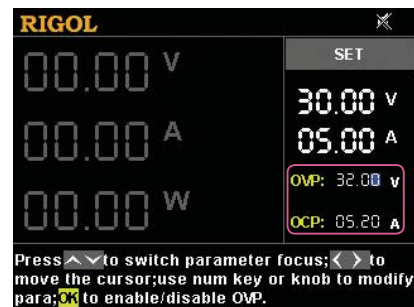 RIGOL
00.00 V
00.00 A
00.00 W
SET
30.00 V
05.00 A
OVP: 32.00 V
OCP: 05.20 A
Press to switch parameter
focus; < > to
move the cursor;use num key or knob to modify
para;OK to enable/disable OVP.